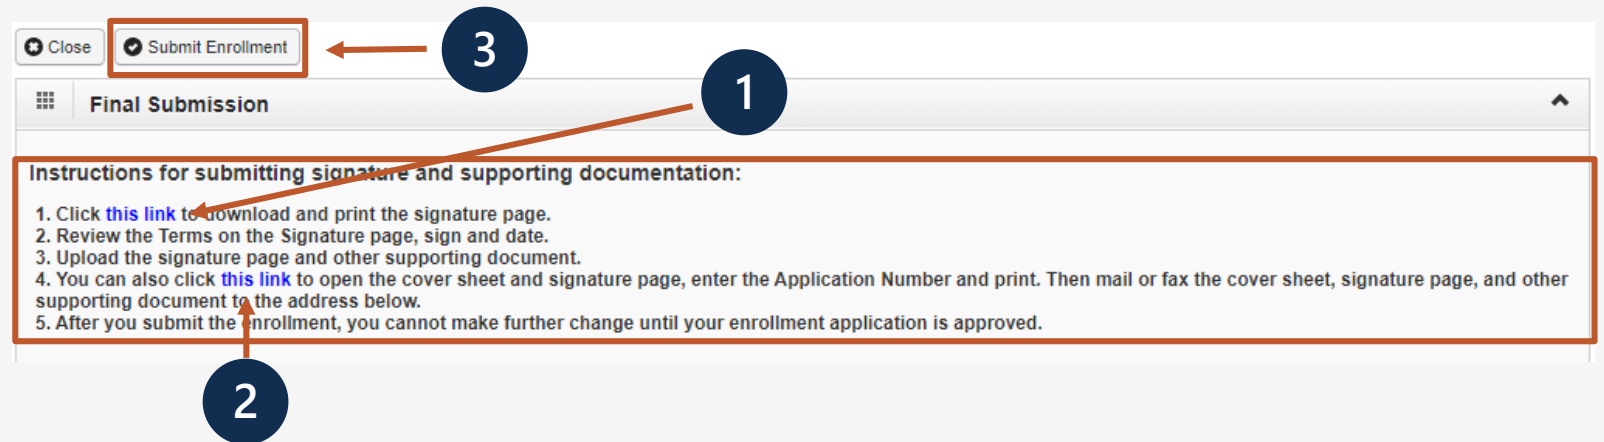 Close
Submit Enrollment
3
1
Final Submission
Instructions for submitting signature and supporting documentation:
1. Click this link to download and print the signature page.
2. Review the Terms on the Signature page, sign and date.
3. Upload the signature page and other supporting document.
4. You can also click this link to open the cover sheet and signature page, enter the Application Number and print. Then mail or fax the cover sheet, signature page, and other
supporting document to the address below.
5. After you submit the enrollment, you cannot make further change until your enrollment application is approved.
2